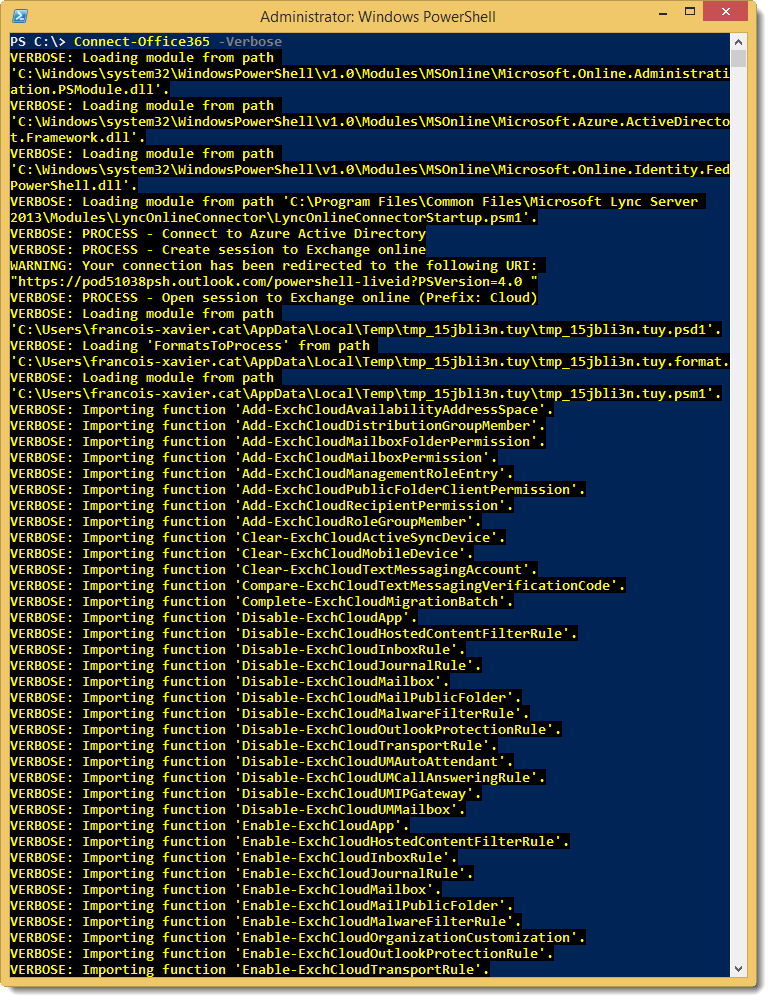 Administrator: Windows PowerShell
PS C:\> Connect-Office365 -Verbose
VERBOSE: Loading module from path
'C:\Windows\system32\WindowsPowerShell\v1.0\Modules\MSOnline\Microsoft.Online.Administrati
ation.PSModule.dll'.
VERBOSE: Loading module from path
'C:\Windows\system32\WindowsPowerShell\v1.0\Modules\MSOnline\Microsoft.Azure.ActiveDirecto
t.Framework.dll'.
VERBOSE: Loading module from path
'C:\Windows\system32\WindowsPowerShell\v1.0\Modules\MSOnline\Microsoft.Online.Identity.Fed
PowerShell.dll'.
VERBOSE: Loading module from path 'C:\Program Files\Common Files\Microsoft Lync Server
2013\Modules\LyncOnlineConnector\LyncOnlineConnectorStartup.psm1'.
VERBOSE: PROCESS - Connect to Azure Active Directory
VERBOSE: PROCESS - Create session to Exchange online
WARNING: Your connection has been redirected to the following URI:
"https://pod51038psh.outlook.com/powershell-liveid?PSVersion=4.0 "
VERBOSE: PROCESS - Open session to Exchange online (Prefix: Cloud)
VERBOSE: Loading module from path
'C:\Users\francois-xavier.cat\AppData\Local\Temp\tmp_15jbli3n.tuy\tmp_15jbli3n.tuy.psd1'.
VERBOSE: Loading 'FormatsToProcess' from path
'C:\Users\francois-xavier.cat\AppData\Local\Temp\tmp_15jbli3n.tuy\tmp_15jbli3n.tuy.format.
VERBOSE: Loading module from path
'C:\Users\francois-xavier.cat\AppData\Local\Temp\tmp_15jbli3n.tuy\tmp_15jbli3n.tuy.psm1'.
VERBOSE: Importing function 'Add-ExchCloudAvailabilityAddressSpace'.
VERBOSE: Importing function 'Add-ExchCloudDistributionGroupMember'.
VERBOSE: Importing function 'Add-ExchCloudMailboxFolderPermission'.
VERBOSE: Importing function 'Add-ExchCloudMailboxPermission'.
VERBOSE: Importing function 'Add-ExchCloudManagementRoleEntry'.
VERBOSE: Importing function 'Add-ExchCloudPublicFolderClientPermission'.
VERBOSE: Importing function 'Add-ExchCloudRecipientPermission'.
VERBOSE: Importing function 'Add-ExchCloudRoleGroupMember'.
VERBOSE: Importing function 'Clear-ExchCloudActiveSyncDevice'.
VERBOSE: Importing function 'Clear-ExchCloudMobileDevice'.
VERBOSE: Importing function 'Clear-ExchCloudTextMessagingAccount'.
VERBOSE: Importing function 'Compare-ExchCloudTextMessagingVerificationCode'.
VERBOSE: Importing function 'Complete-ExchCloudMigrationBatch'.
VERBOSE: Importing function 'Disable-ExchCloudApp'.
VERBOSE: Importing function 'Disable-ExchCloudHostedContentFilterRule'.
VERBOSE: Importing function 'Disable-ExchCloudInboxRule'.
VERBOSE: Importing function 'Disable-ExchCloudJournalRule'.
VERBOSE: Importing function 'Disable-ExchCloudMailbox'.
VERBOSE: Importing function 'Disable-ExchCloudMailPublicFolder'.
VERBOSE: Importing function 'Disable-ExchCloudMalwareFilterRule'.
VERBOSE: Importing function 'Disable-ExchCloudOutlookProtectionRule'.
VERBOSE: Importing function 'Disable-ExchCloudTransportRule'.
VERBOSE: Importing function 'Disable-ExchCloudUMAutoAttendant'.
VERBOSE: Importing function 'Disable-ExchCloudUMCallAnsweringRule'.
VERBOSE: Importing function 'Disable-ExchCloudUMIPGateway'.
VERBOSE: Importing function 'Disable-ExchCloudUMMailbox'.
VERBOSE: Importing function 'Enable-ExchCloudApp'.
VERBOSE: Importing function 'Enable-ExchCloudHostedContentFilterRule'.
VERBOSE: Importing function 'Enable-ExchCloudInboxRule'.
VERBOSE: Importing function 'Enable-ExchCloudJournalRule'.
VERBOSE: Importing function 'Enable-ExchCloudMailbox'.
VERBOSE: Importing function 'Enable-ExchCloudMailPublicFolder'.
VERBOSE: Importing function 'Enable-ExchCloudMalwareFilterRule'.
VERBOSE: Importing function 'Enable-ExchCloudOrganizationCustomization'.
VERBOSE: Importing function 'Enable-ExchCloudOutlookProtectionRule'.
VERBOSE: Importing function 'Enable-ExchCloudTransportRule'.